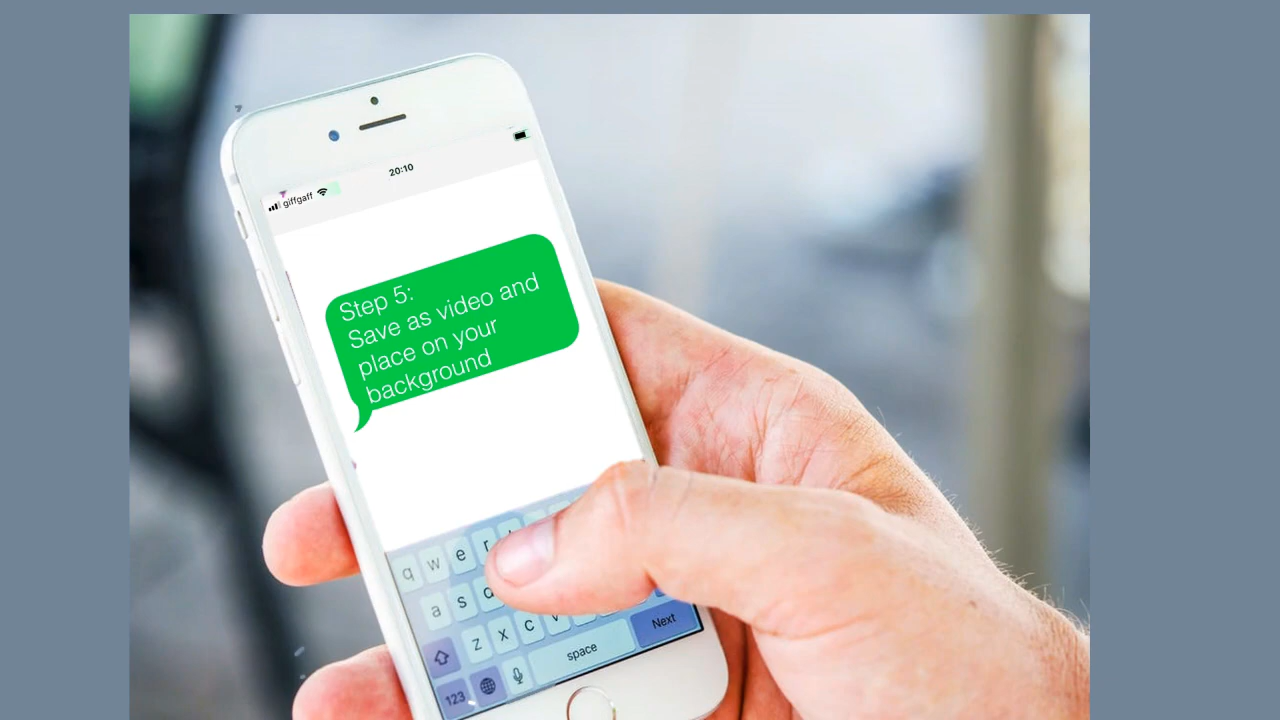 20:10
giffgaff
Step 5:
Save as video and
place on your
background
q w e r
a s
z x c v
123 space Next